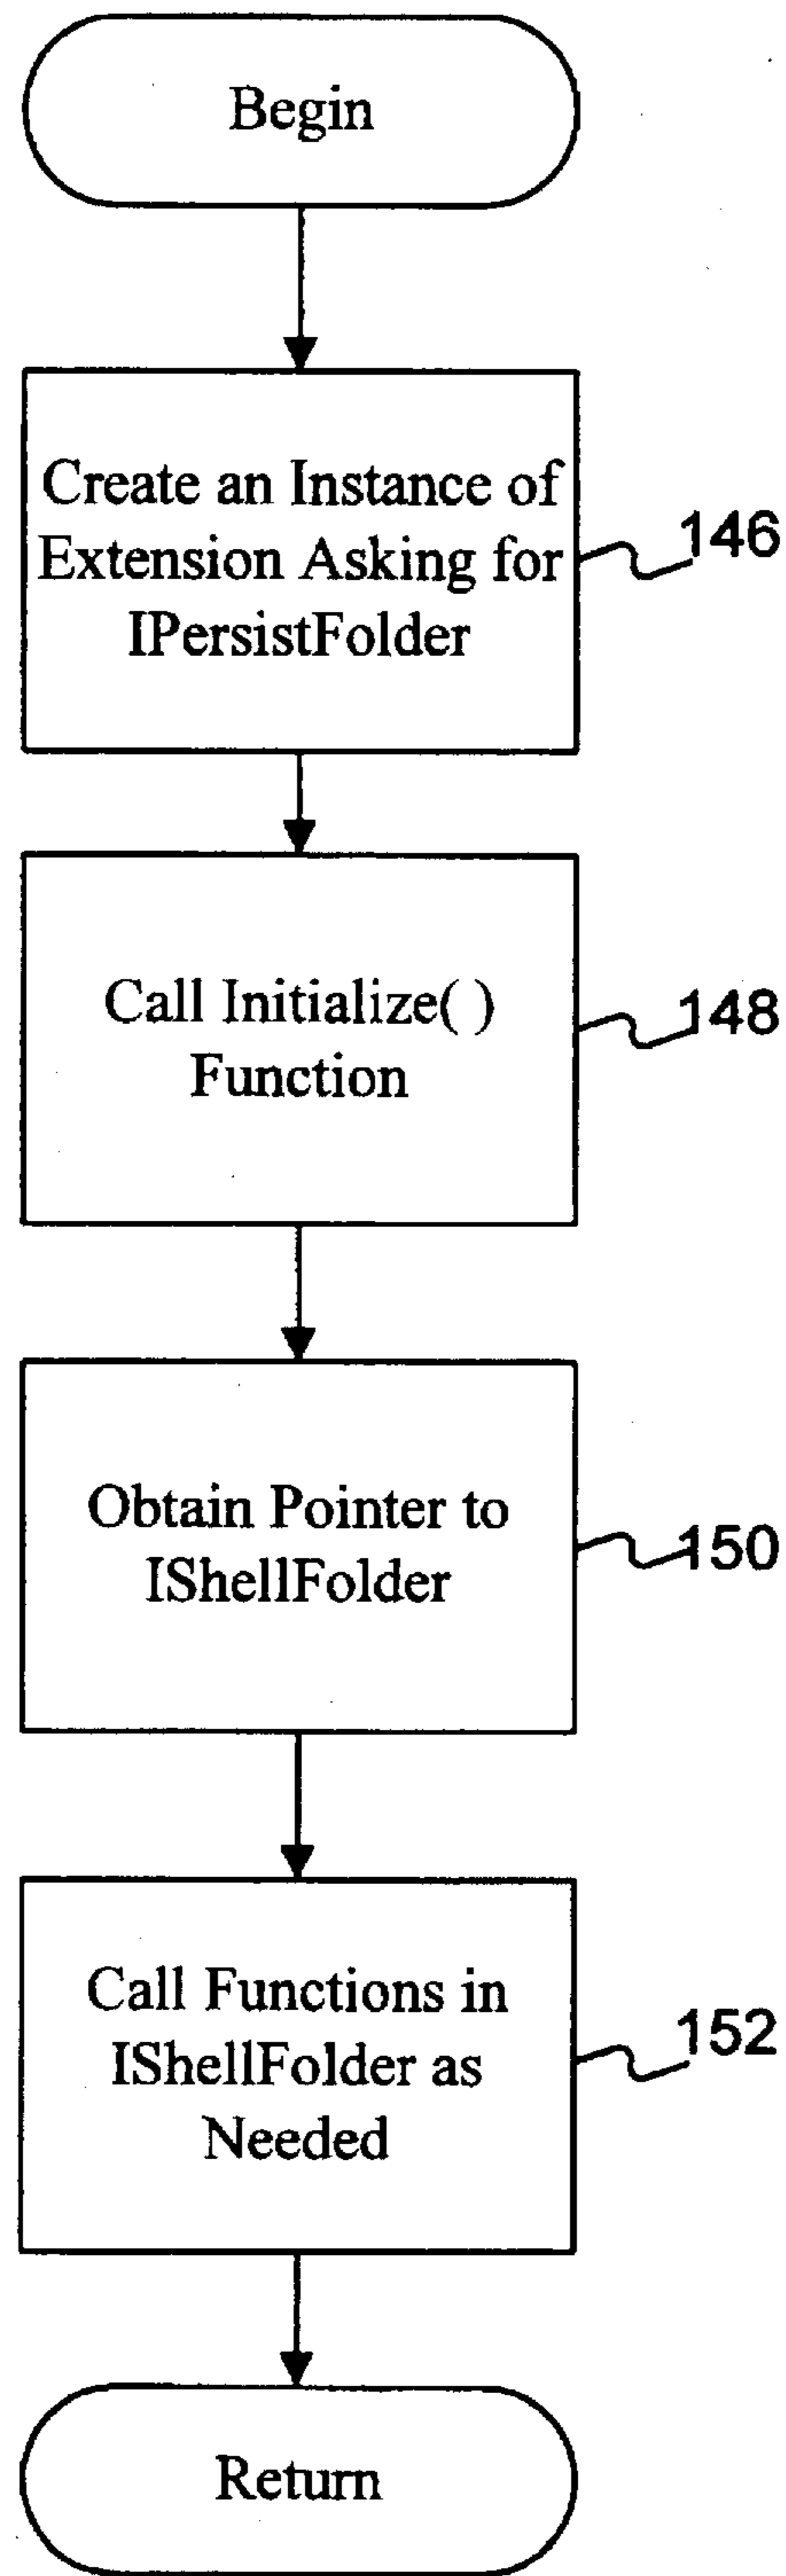 Begin
Create an Instance of
Extension Asking for
IPersistFolder
146
Call Initialize( )
Function
148
Obtain Pointer to
IShellFolder
150
Call Functions in
IShellFolder as
Needed
152
Return